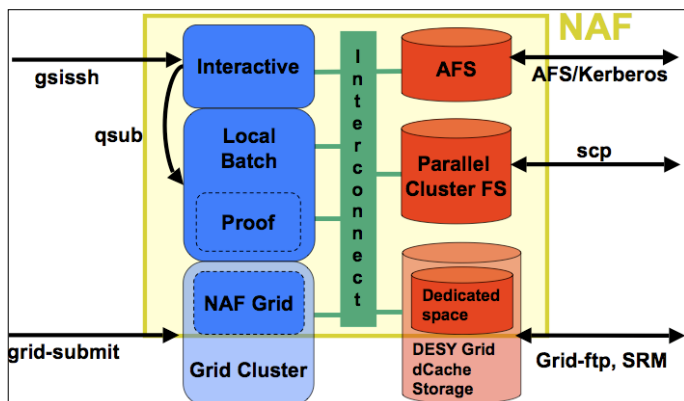 NAF
gsissh
Interactive
qsub
Local
Batch
Proof
NAF Grid
grid-submit
Grid Cluster
Interconnect
AFS
AFS/Kerberos
Parallel
Cluster FS
scp
Dedicated
space
DESY Grid
dCache
Storage
Grid-ftp, SRM